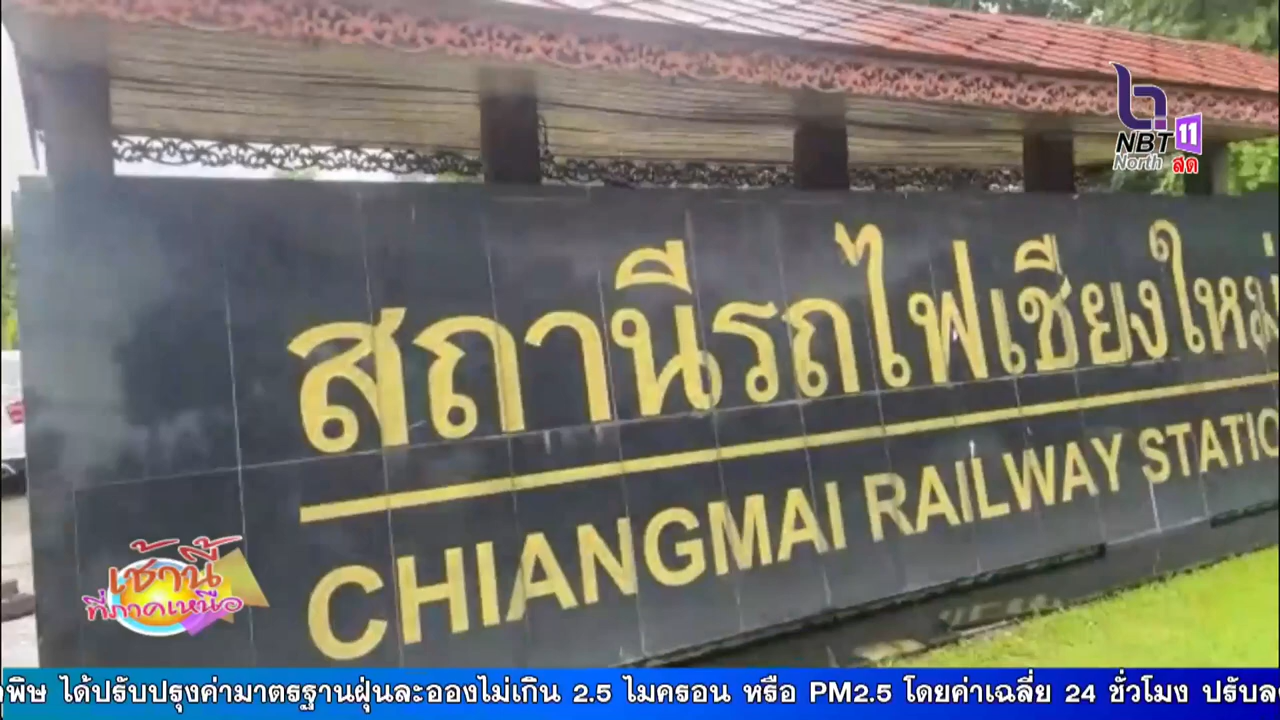 NBT 11
North สด
สถานีรถไฟเชียงใหม่
CHIANGMAI RAILWAY STATIO
เช้านี้
ที่ภาคเหนือ
พิษ ได้ปรับปรุงค่ามาตรฐานฝุ่นละอองไม่เกิน 2.5 ไมครอน หรือ PM2.5 โดยค่าเฉลี่ย 24 ชั่วโมง ปรับล